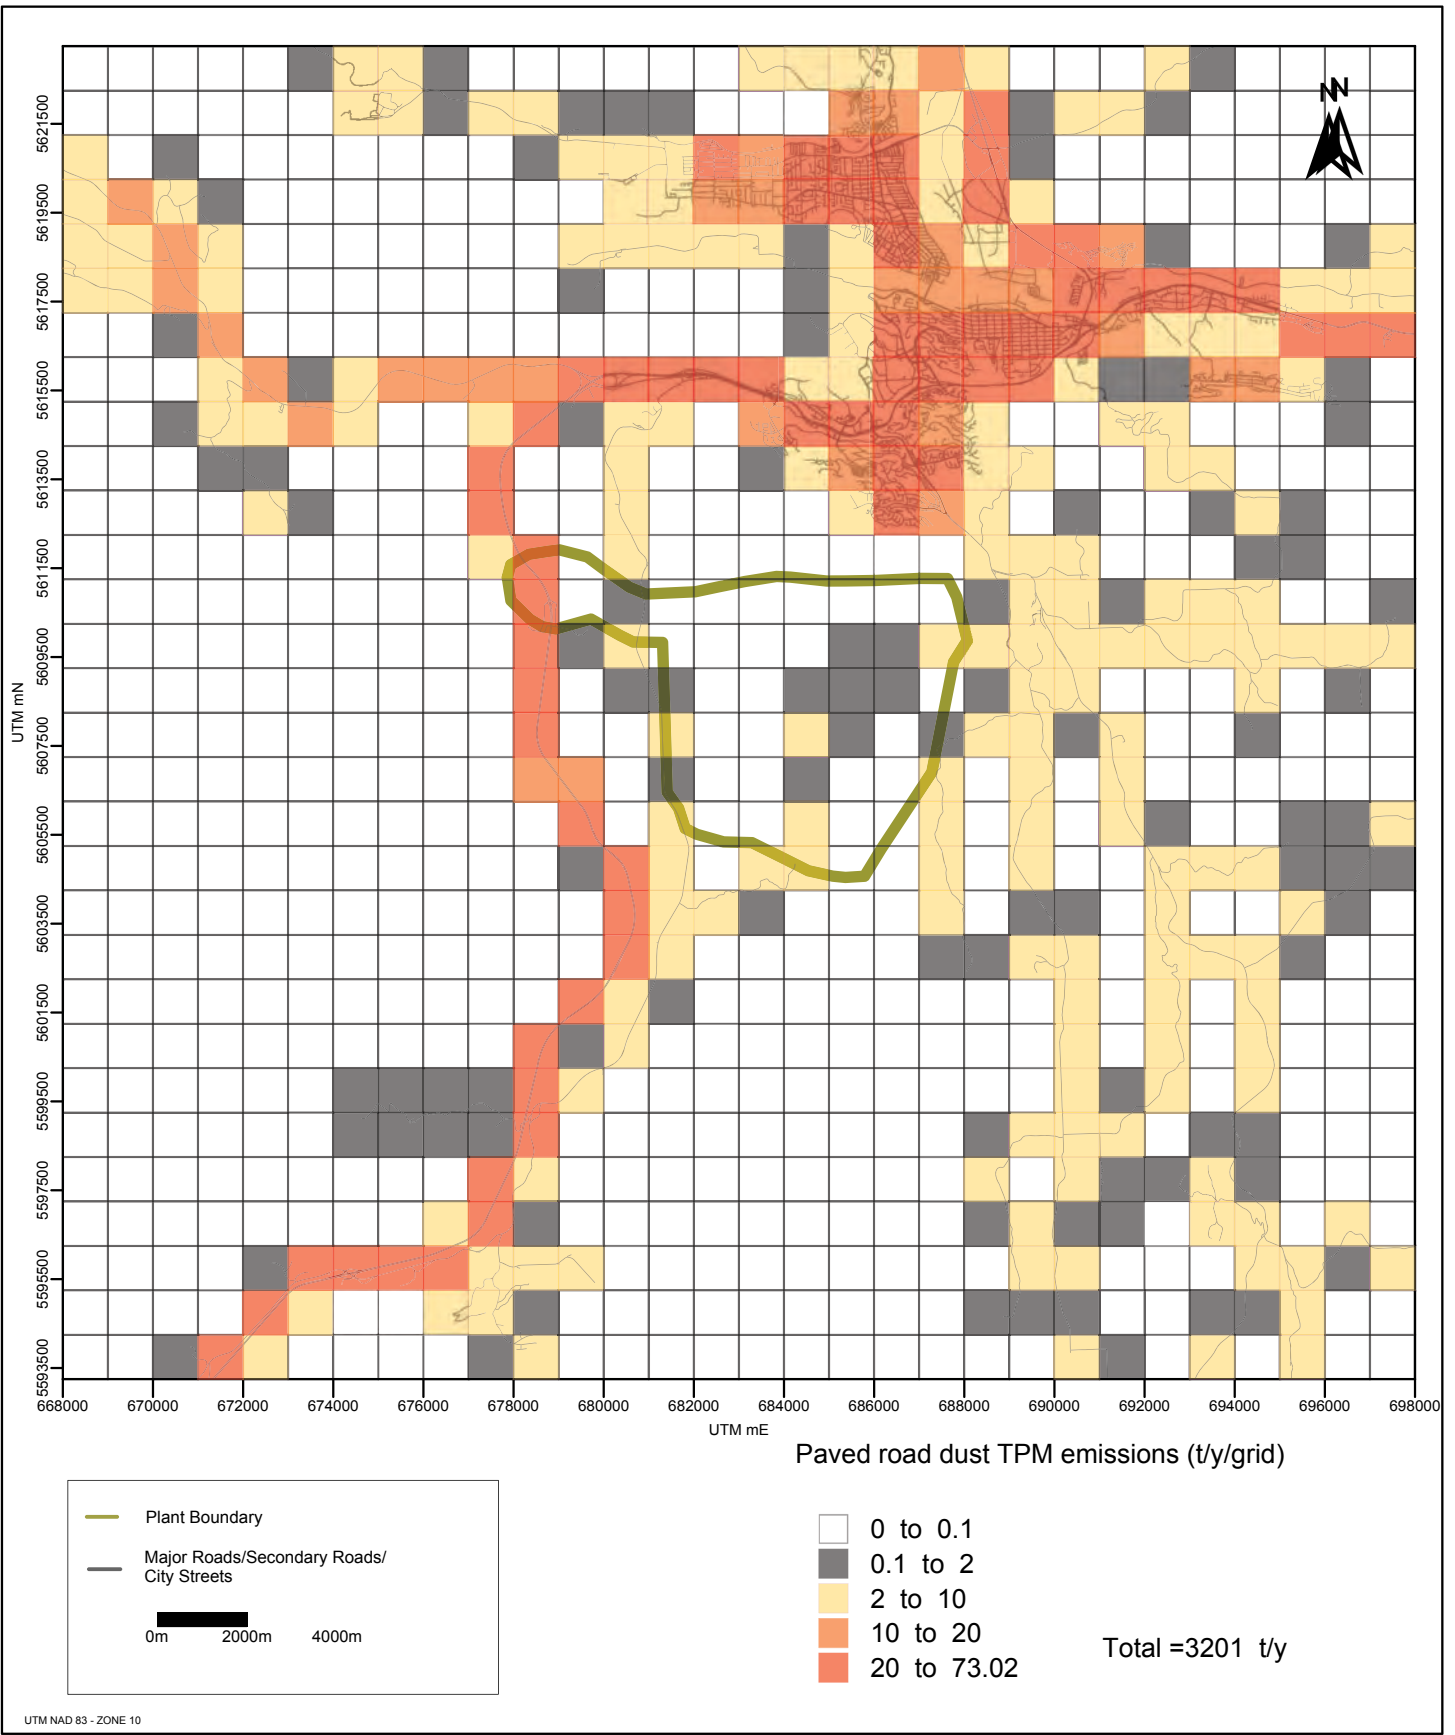 NN
5621500
5619500
5617500
5615500
5613500
5611500
5609500
5607500
5605500
5603500
5601500
5599500
5597500
5595500
5593500
UTM mN
668000 670000 672000 674000 676000 678000 680000 682000 684000 686000 688000 690000 692000 694000 696000 698000
UTM mE
Paved road dust TPM emissions (t/y/grid)
Plant Boundary
Major Roads/Secondary Roads/
City Streets
0m 2000m 4000m
0 to 0.1
0.1 to 2
2 to 10
10 to 20
20 to 73.02
Total =3201 t/y
UTM NAD 83 - ZONE 10